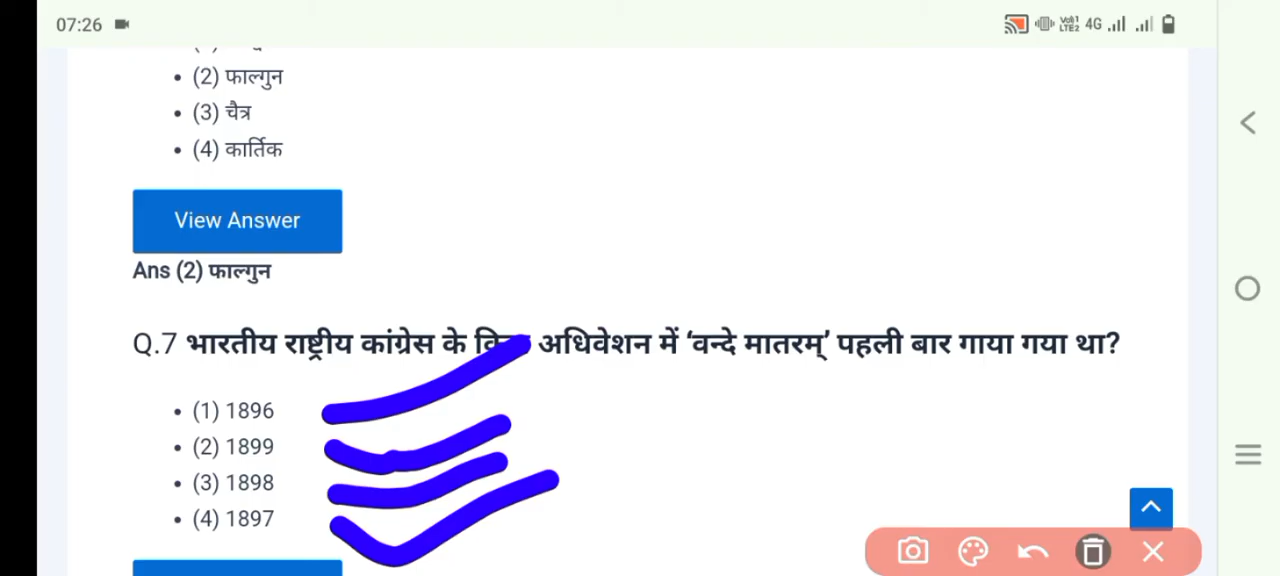 07:26
4G
(2) फाल्गुन
(3) चैत्र
(4) कार्तिक
View Answer
Ans (2) फाल्गुन
Q.7 भारतीय राष्ट्रीय कांग्रेस के अधिवेशन में ‘वन्दे मातरम्’ पहली बार गाया गया था?
(1) 1896
(2) 1899
(3) 1898
(4) 1897